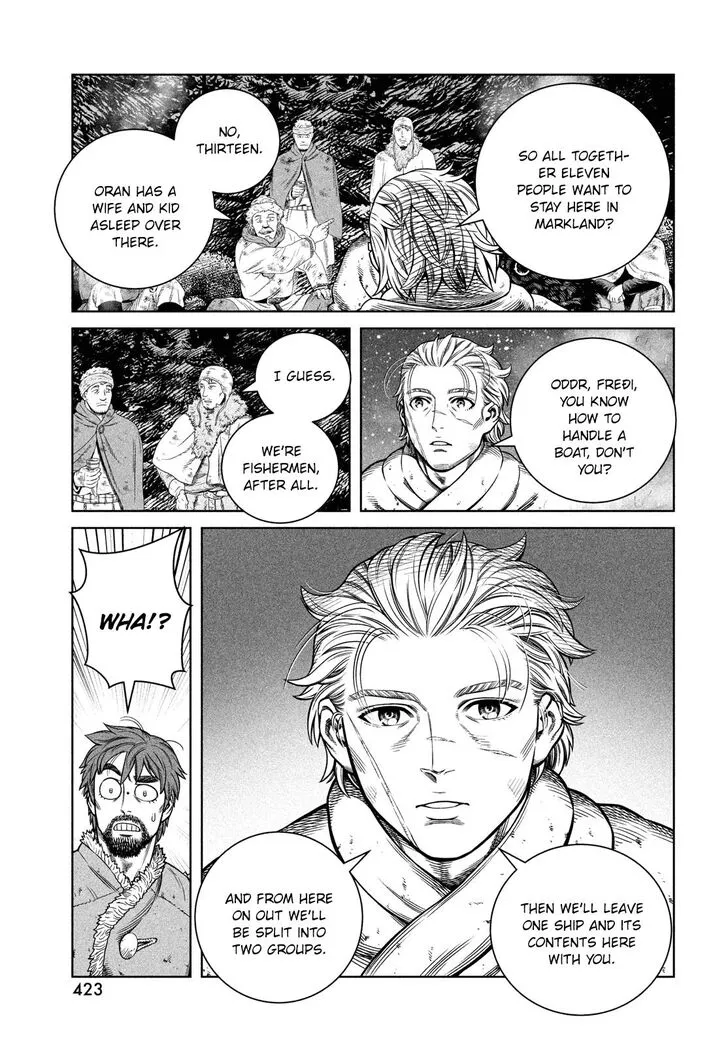 SO ALL TOGETH-
ER ELEVEN
PEOPLE WANT TO
STAY HERE IN
MARKLAND?
NO,
THIRTEEN.
ORAN HAS A
WIFE AND KID
ASLEEP OVER
THERE.
ODDR, FREÐI,
YOU KNOW
HOW TO
HANDLE A
BOAT, DON'T
YOU?
I GUESS.
WE'RE
FISHERMEN,
AFTER ALL.
THEN WE'LL LEAVE
ONE SHIP AND ITS
CONTENTS HERE
WITH YOU.
AND FROM HERE
ON OUT WE'LL
BE SPLIT INTO
TWO GROUPS.
WHA!?
423